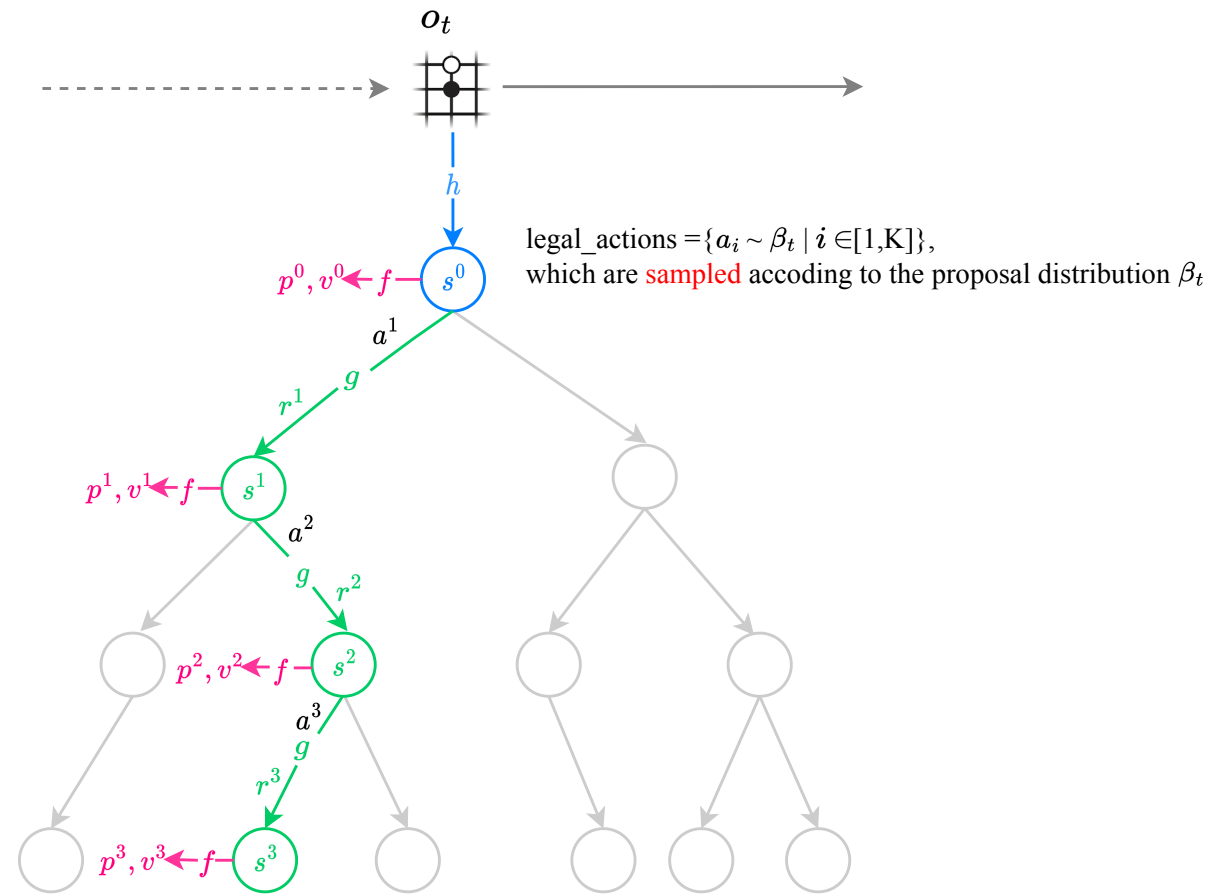 o_t
h
legal_actions ={a_i ~ β_t | i ∈[1,K]},
which are sampled accoding to the proposal distribution β_t
p^0, v^0 f s^0
a^1
g
r^1
p^1, v^1 f s^1
a^2
g
r^2
p^2, v^2 f s^2
a^3
g
r^3
p^3, v^3 f s^3